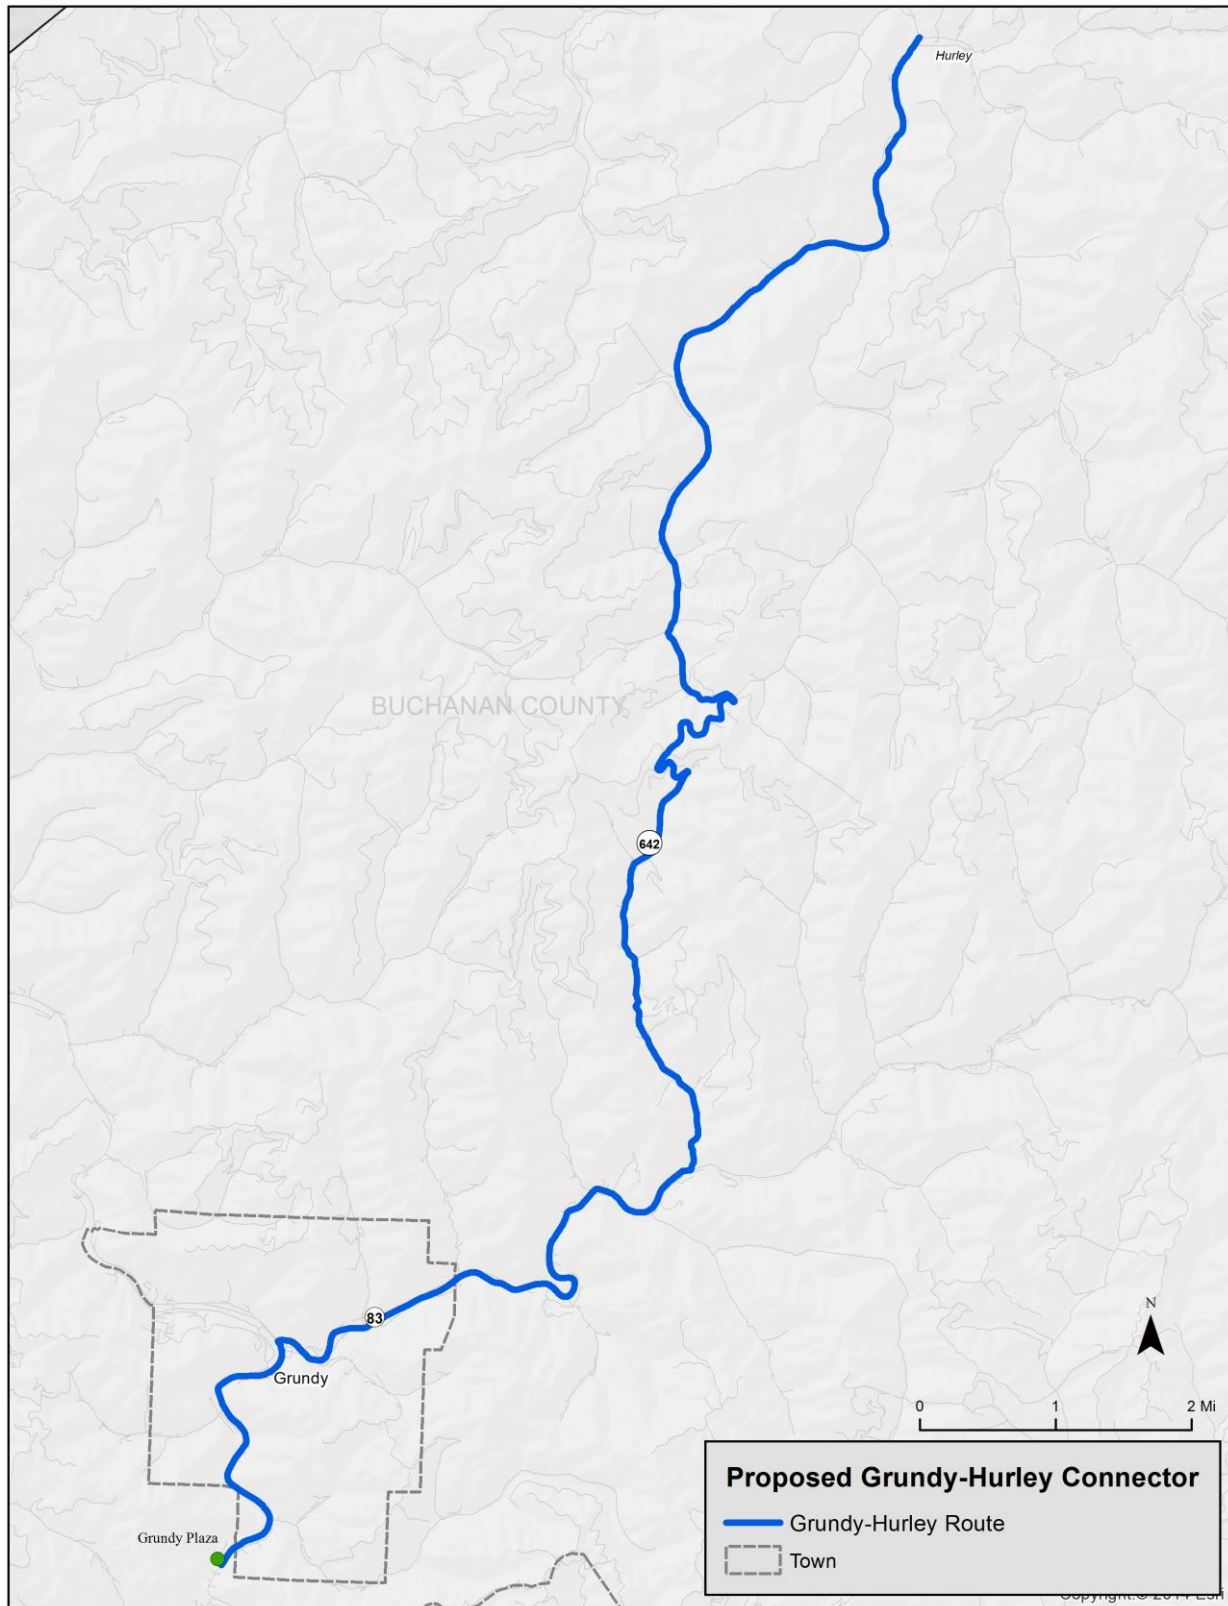 Hurley
BUCHANAN COUNTY
642
83
Grundy
Grundy Plaza
N
0 1 2 Mi
Proposed Grundy-Hurley Connector
Grundy-Hurley Route
Town